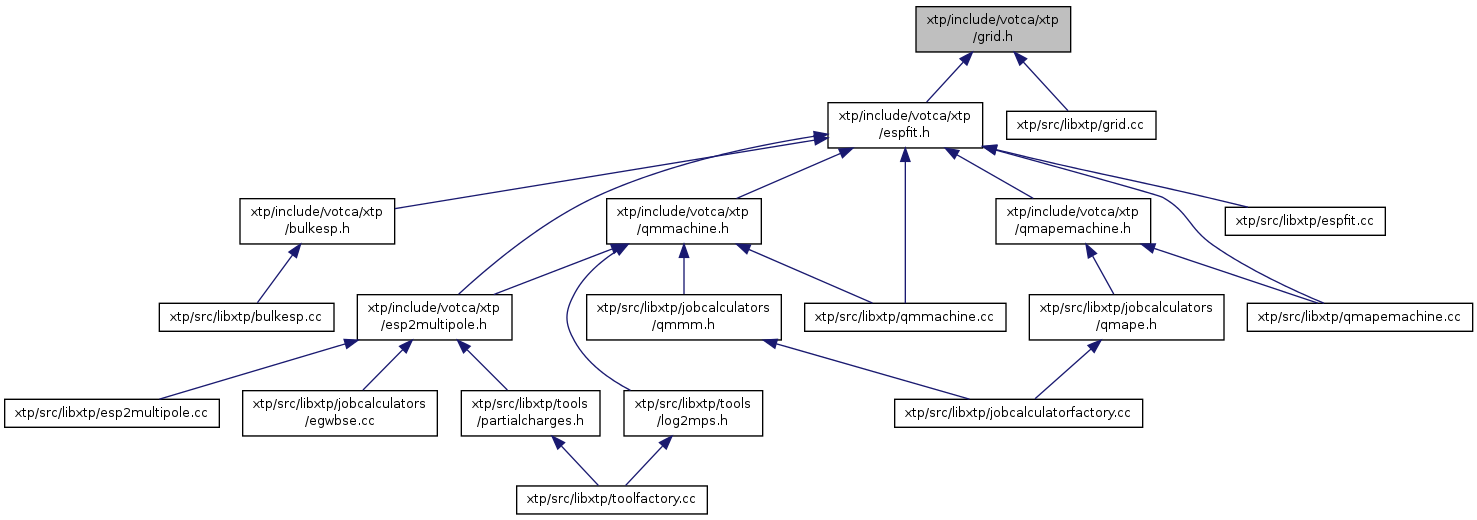 xtp/include/votca/xtp
/grid.h
xtp/include/votca/xtp
/espfit.h
xtp/src/libxtp/grid.cc
xtp/include/votca/xtp
/bulkesp.h
xtp/include/votca/xtp
/qmmachine.h
xtp/include/votca/xtp
/qmapemachine.h
xtp/src/libxtp/espfit.cc
xtp/src/libxtp/bulkesp.cc
xtp/include/votca/xtp
/esp2multipole.h
xtp/src/libxtp/jobcalculators
/qmmm.h
xtp/src/libxtp/qmmachine.cc
xtp/src/libxtp/jobcalculators
/qmape.h
xtp/src/libxtp/qmapemachine.cc
xtp/src/libxtp/esp2multipole.cc
xtp/src/libxtp/jobcalculators
/egwbse.cc
xtp/src/libxtp/tools
/partialcharges.h
xtp/src/libxtp/tools
/log2mps.h
xtp/src/libxtp/jobcalculatorfactory.cc
xtp/src/libxtp/toolfactory.cc